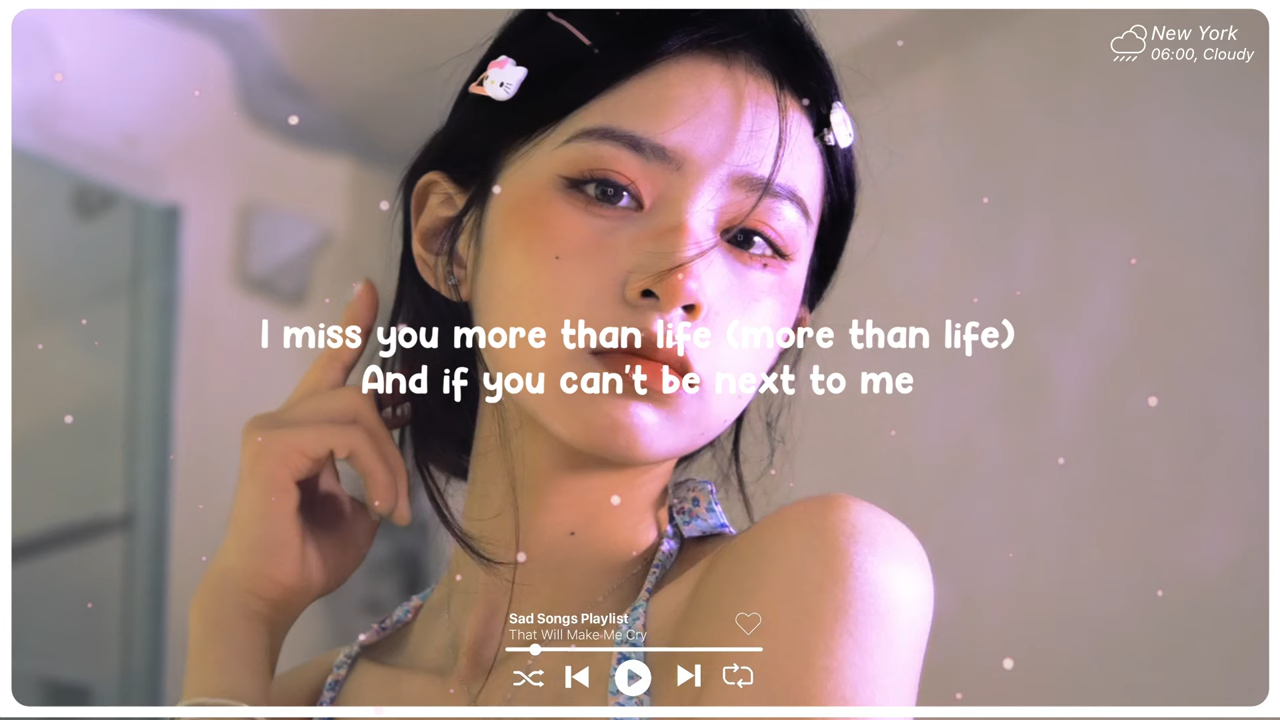 New York
06:00, Cloudy
I miss you more than life (more than life)
And if you can't be next to me
Sad Songs Playlist
That Will Make Me Cry